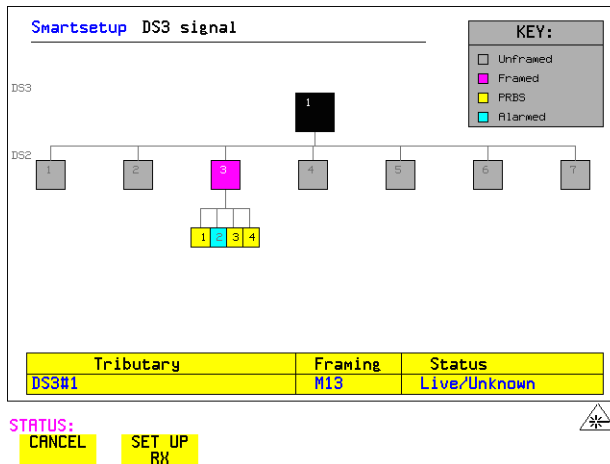 Smartsetup DS3 signal
KEY:
Unframed
Framed
PRBS
Alarmed
DS3
1
DS2
1 2 3 4 5 6 7
1 2 3 4
Tributary Framing Status
DS3#1 M13 Live/Unknown
STATUS:
CANCEL SET UP
RX